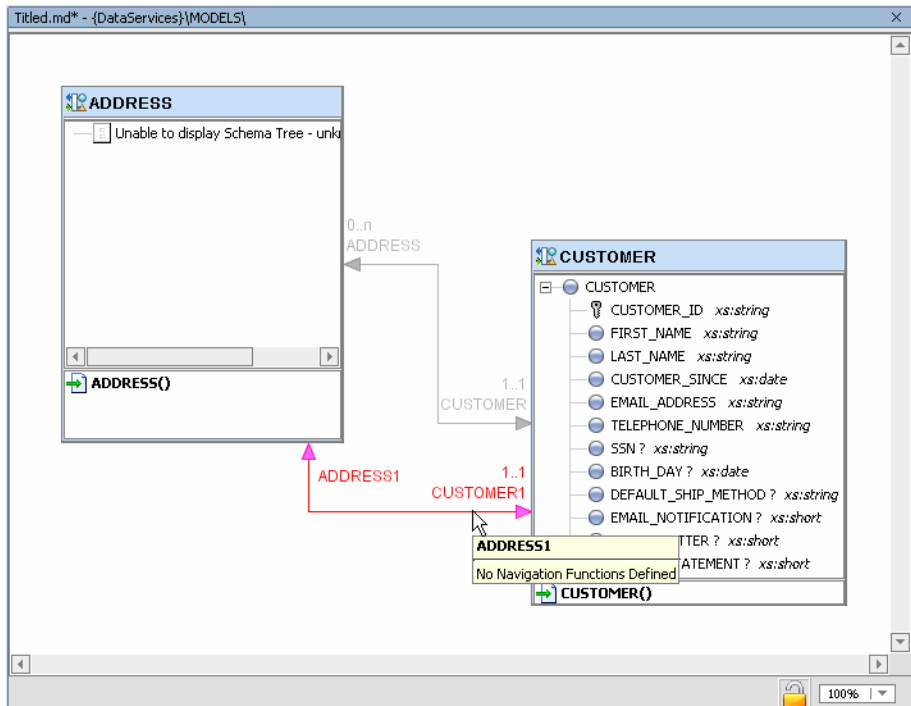 Titled.md* - {DataServices}\MODELS\
ADDRESS
Unable to display Schema Tree -
0..n
ADDRESS
CUSTOMER
CUSTOMER
CUSTOMER_ID xs:string
FIRST_NAME xs:string
LAST_NAME xs:string
ADDRESS()
1..1
CUSTOMER
CUSTOMER_SINCE xs:date
EMAIL_ADDRESS xs:string
TELEPHONE_NUMBER xs:string
SSN ? xs:string
ADDRESS1
1..1
CUSTOMER1
BIRTH_DAY ? xs:date
DEFAULT_SHIP_METHOD ? xs:string
EMAIL_NOTIFICATION ? xs:short
TTER ? xs:short
ATEMENT ? xs:short
ADDRESS1
No Navigation Functions Defined
CUSTOMER()
100%